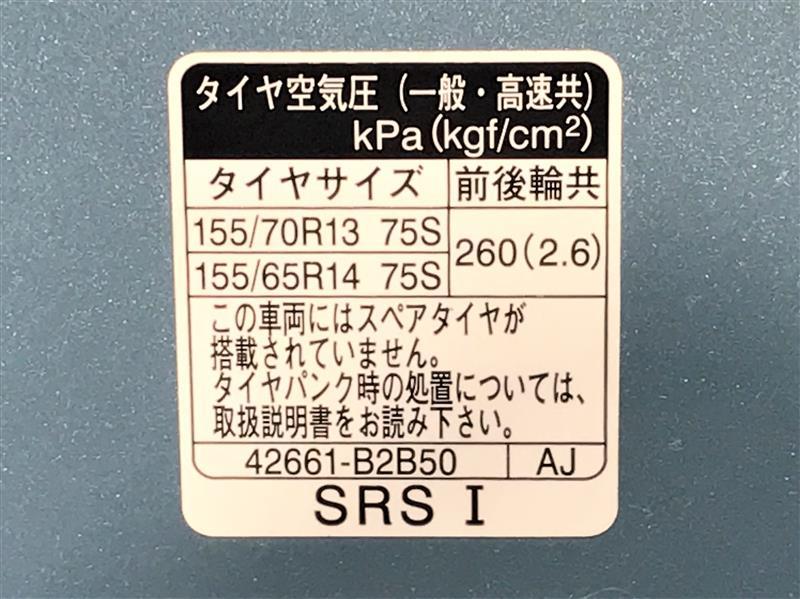 タイヤ空気圧（一般・高速共）
kPa(kgf/cm²)
タイヤサイズ 前後輪共
155/70R13 75S
260(2.6)
155/65R14 75S
この車両にはスペアタイヤが
搭載されていません。
タイヤパンク時の処置については、
取扱説明書をお読み下さい。
42661-B2B50 AJ
SRS I